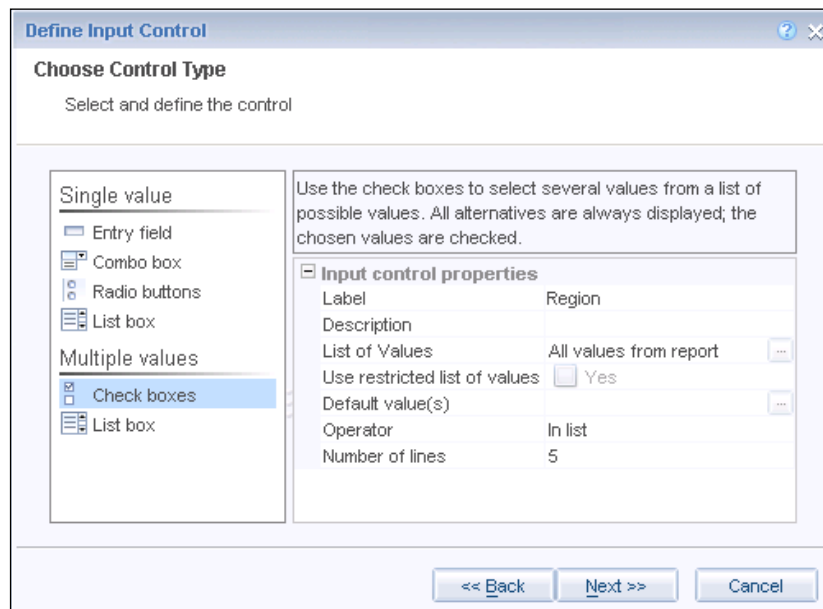 Define Input Control
Choose Control Type
Select and define the control
Single value
Entry field
Combo box
Radio buttons
List box
Multiple values
Check boxes
List box
Use the check boxes to select several values from a list of
possible values. All alternatives are always displayed; the
chosen values are checked.
Input control properties
Label Region
Description
List of Values All values from report ...
Use restricted list of values Yes
Default value(s) ...
Operator In list
Number of lines 5
<< Back Next >> Cancel